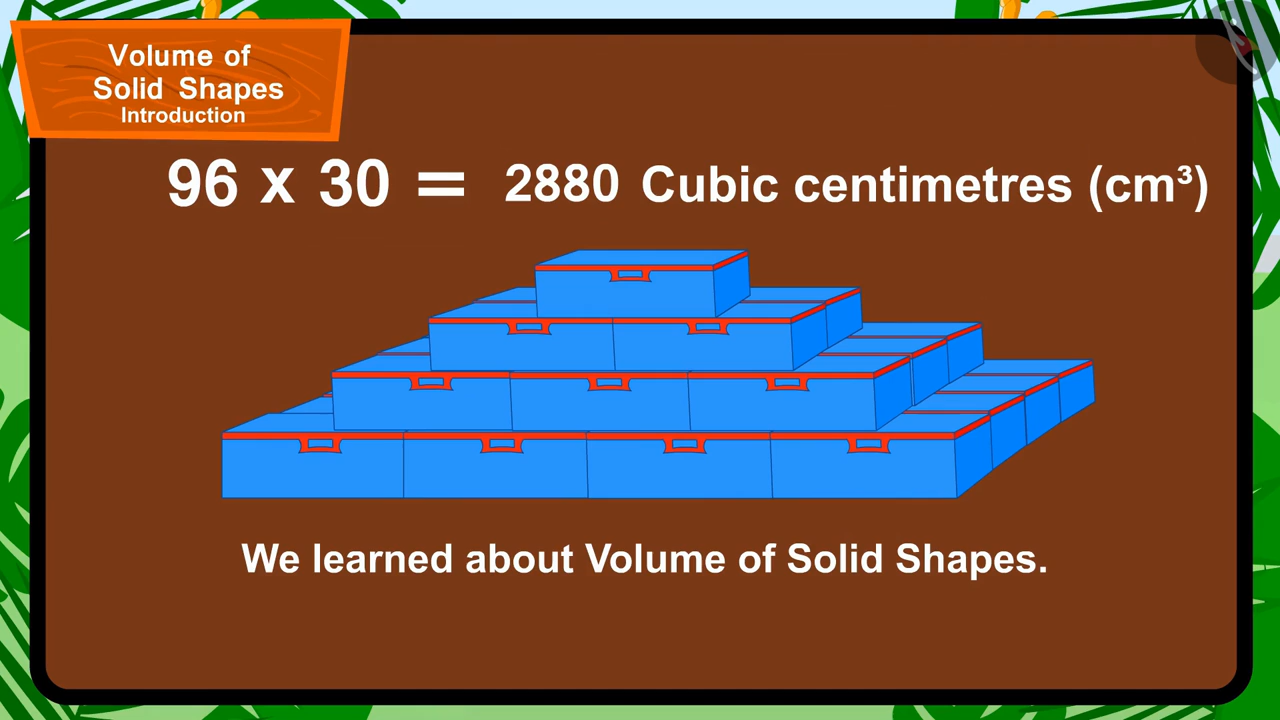 Volume of
Solid Shapes
Introduction
96 x 30 = 2880 Cubic centimetres (cm³)
We learned about Volume of Solid Shapes.